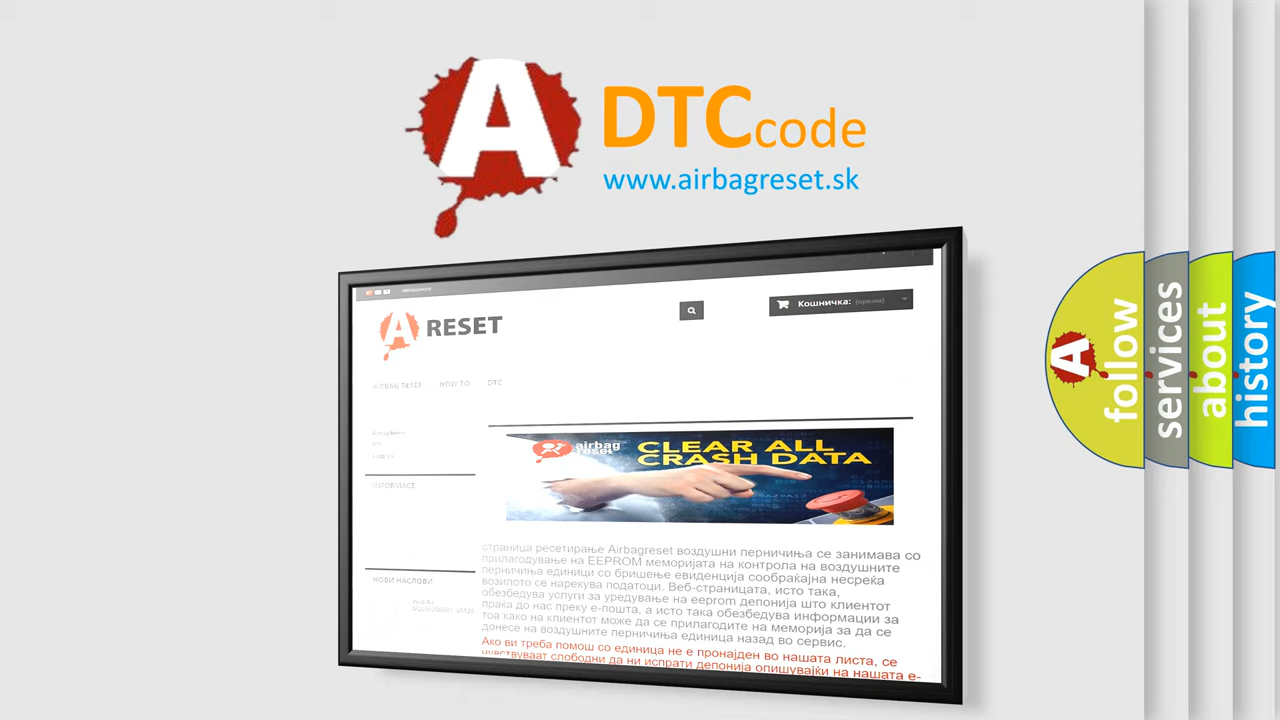 A
DTC code
www.airbagreset.sk
A RESET
Кошничка: (празна)
AIRBAG RESET HOW TO DTC
airbag reset
CLEAR ALL
CRASH DATA
INFORMACE
НОВИ НАСЛОВИ
страница ресетирање Airbagreset воздушни перничиња се занимава со
прилагодување на EEPROM меморијата на контрола на воздушните
перничиња единици со бришење евиденција сообраќајна несреќа
возилото се нарекува податоци. Веб-страницата, исто така,
обезбедува услуги за уредување на eeprom депонија што клиентот
праќа до нас преку е-пошта, а исто така обезбедува информации за
тоа како на клиентот може да се прилагодите на меморија за да се
донесе на воздушните перничиња единица назад во сервис.
Ако ви треба помош со единица не е пронајден во нашата листа, се
чувствуваат слободни да ни испрати депонија опишувајќи на нашата е-
A
follow
services
about
history